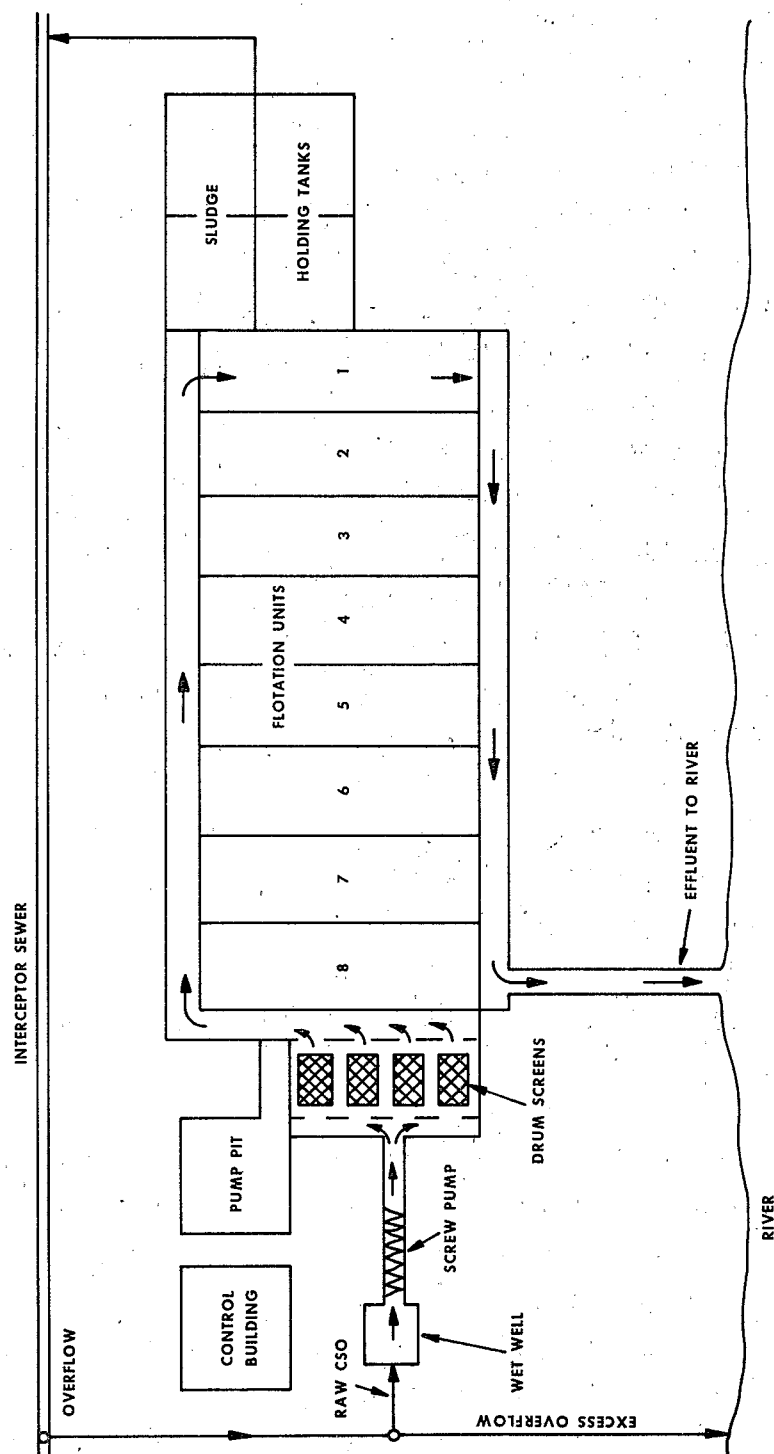 INTERCEPTOR SEWER
OVERFLOW
CONTROL
BUILDING
PUMP PIT
SLUDGE
HOLDING TANKS
FLOTATION UNITS
8
7
6
5
4
3
2
1
RAW CSO
WET WELL
SCREW PUMP
DRUM SCREENS
EFFLUENT TO RIVER
EXCESS OVERFLOW
RIVER